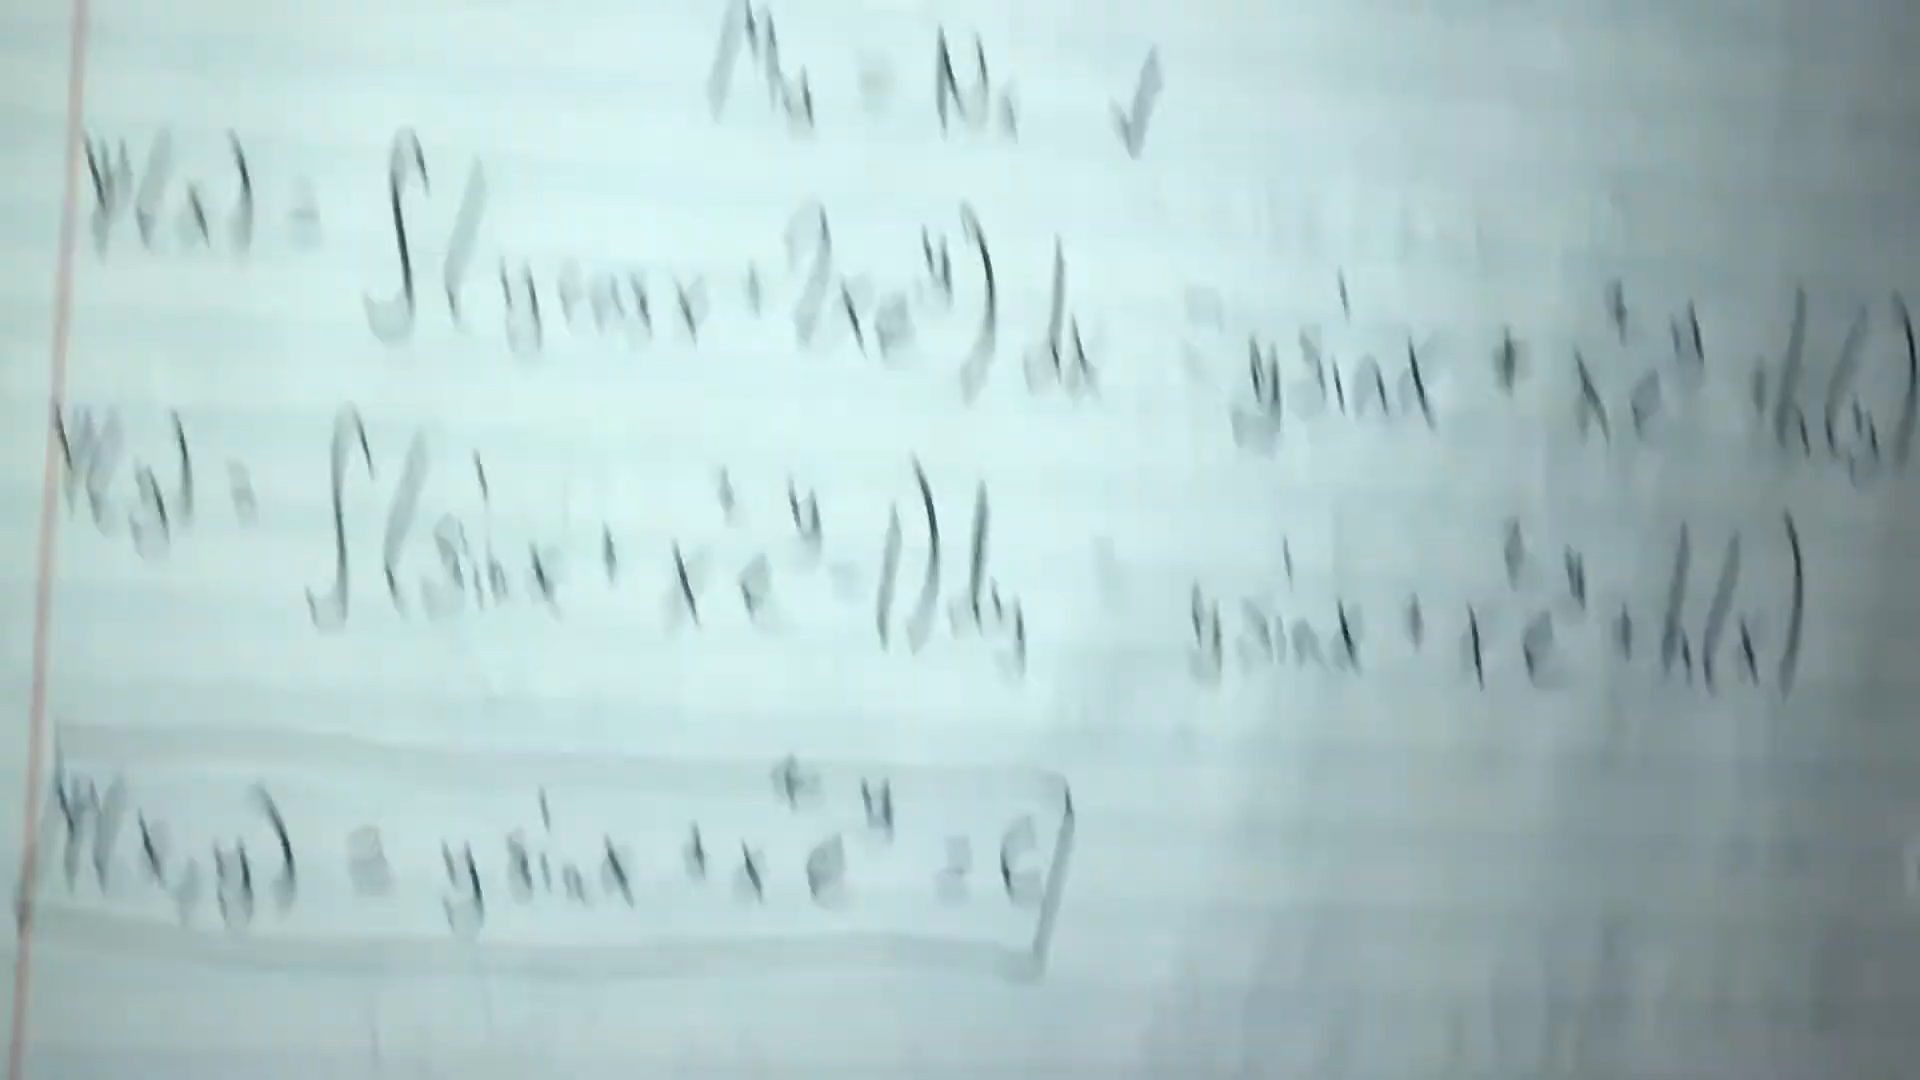 My = Nx ✓
W(x) = ∫(y cos x + 2xe^y) dx = y sin x + x²e^y + h(y)
W(y) = ∫(sin x + x²e^y - 1) dy = y sin x + x²e^y + h(x)
W(x,y) = y sin x + x²e^y = C